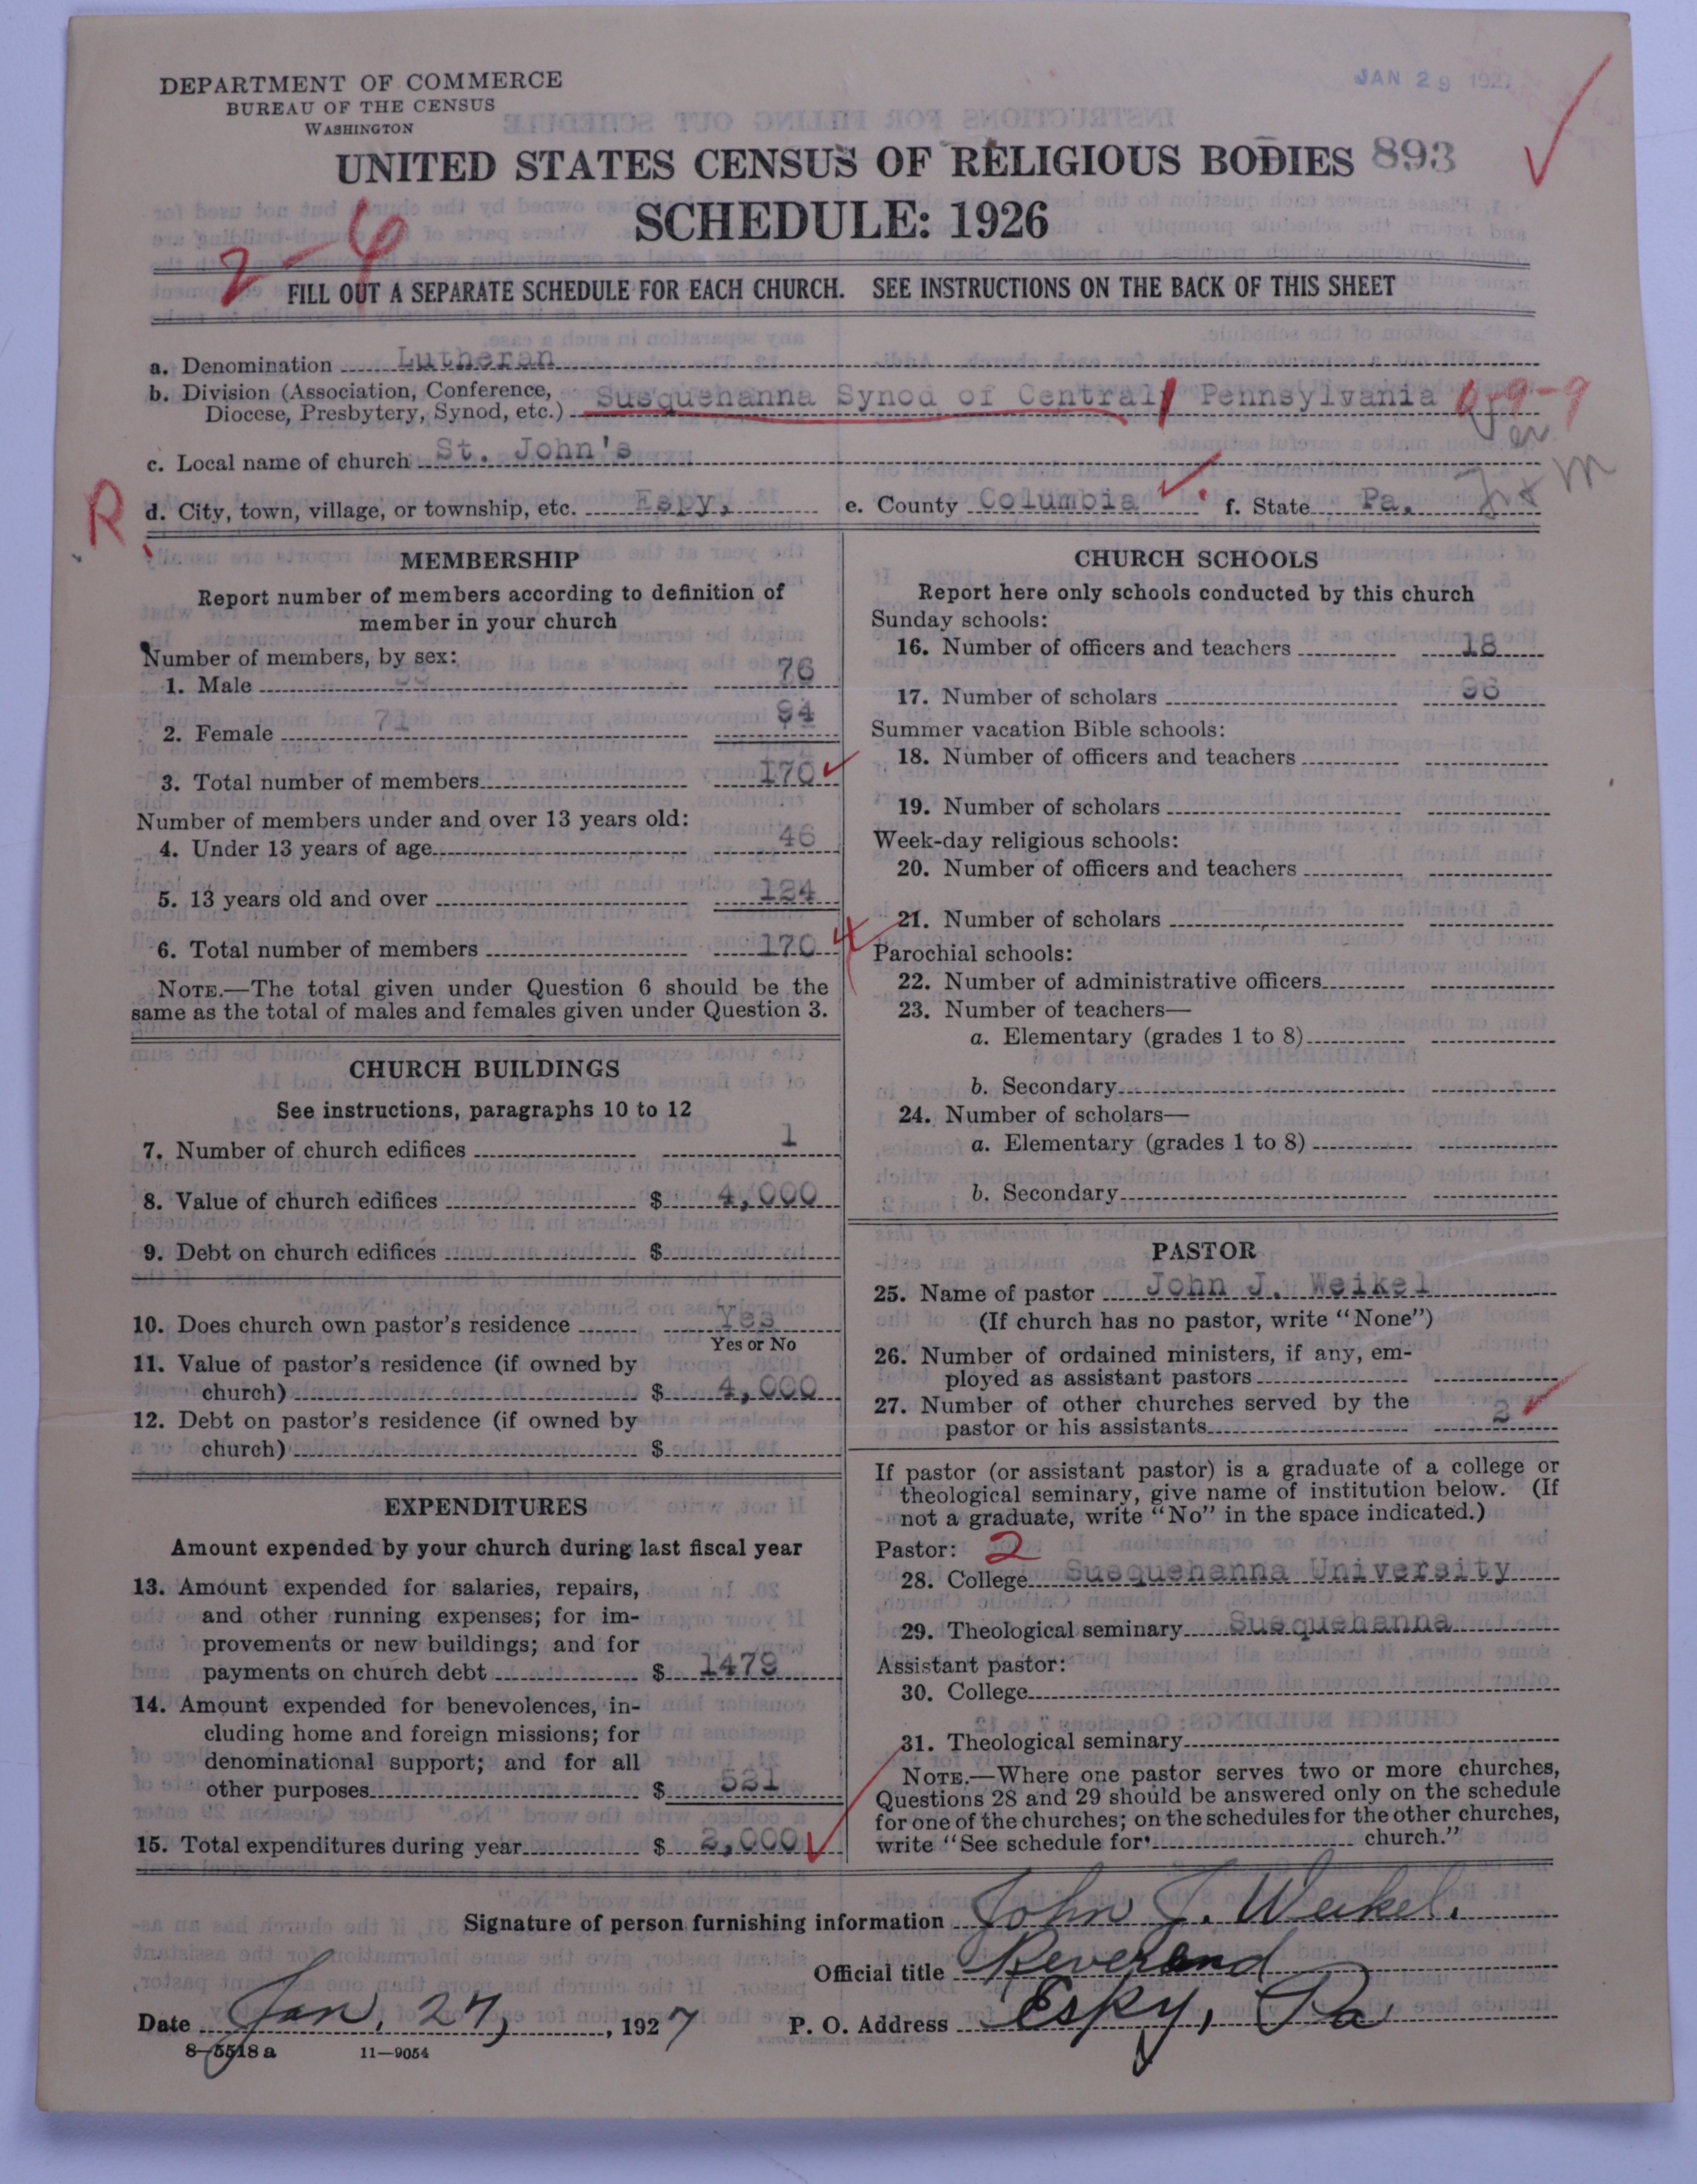 DEPARTMENT OF COMMERCE
BUREAU OF THE CENSUS
WASHINGTON
JAN 29 192
UNITED STATES CENSUS OF RELIGIOUS BODIES 893
SCHEDULE: 1926
2-6
FILL OUT A SEPARATE SCHEDULE FOR EACH CHURCH. SEE INSTRUCTIONS ON THE BACK OF THIS SHEET
a. Denomination Lutheran
b. Division (Association, Conference,
Diocese, Presbytery, Synod, etc.) Susquehanna Synod of Central Pennsylvania 6-9-9
c. Local name of church St. John's
R
d. City, town, village, or township, etc. Espy, e. County Columbia f. State Pa.
MEMBERSHIP
Report number of members according to definition of
member in your church
Number of members, by sex:
1. Male 76
2. Female 71 94
3. Total number of members 170
Number of members under and over 13 years old:
4. Under 13 years of age 46
5. 13 years old and over 124
6. Total number of members 170
NOTE.—The total given under Question 6 should be the
same as the total of males and females given under Question 3.
CHURCH BUILDINGS
See instructions, paragraphs 10 to 12
7. Number of church edifices 1
8. Value of church edifices $ 4,000
9. Debt on church edifices $
10. Does church own pastor's residence Yes
Yes or No
11. Value of pastor's residence (if owned by
church) $ 4,000
12. Debt on pastor's residence (if owned by
church) $
EXPENDITURES
Amount expended by your church during last fiscal year
13. Amount expended for salaries, repairs,
and other running expenses; for im-
provements or new buildings; and for
payments on church debt $ 1479
14. Amount expended for benevolences, in-
cluding home and foreign missions; for
denominational support; and for all
other purposes $ 521
15. Total expenditures during year $ 2,000
CHURCH SCHOOLS
Report here only schools conducted by this church
Sunday schools:
16. Number of officers and teachers 18
17. Number of scholars 96
Summer vacation Bible schools:
18. Number of officers and teachers
19. Number of scholars
Week-day religious schools:
20. Number of officers and teachers
21. Number of scholars
Parochial schools:
22. Number of administrative officers
23. Number of teachers—
a. Elementary (grades 1 to 8)
b. Secondary
24. Number of scholars—
a. Elementary (grades 1 to 8)
b. Secondary
PASTOR
25. Name of pastor John J. Weikel
(If church has no pastor, write "None")
26. Number of ordained ministers, if any, em-
ployed as assistant pastors
27. Number of other churches served by the
pastor or his assistants 2
If pastor (or assistant pastor) is a graduate of a college or
theological seminary, give name of institution below. (If
not a graduate, write "No" in the space indicated.)
Pastor: 2
28. College Susquehanna University
29. Theological seminary Susquehanna
Assistant pastor:
30. College
31. Theological seminary
NOTE.—Where one pastor serves two or more churches,
Questions 28 and 29 should be answered only on the schedule
for one of the churches; on the schedules for the other churches,
write "See schedule for church."
Signature of person furnishing information John J. Weikel.
Official title Reverend
Date Jan. 27, 1927 P. O. Address Espy, Pa
8-5518 a 11-9054